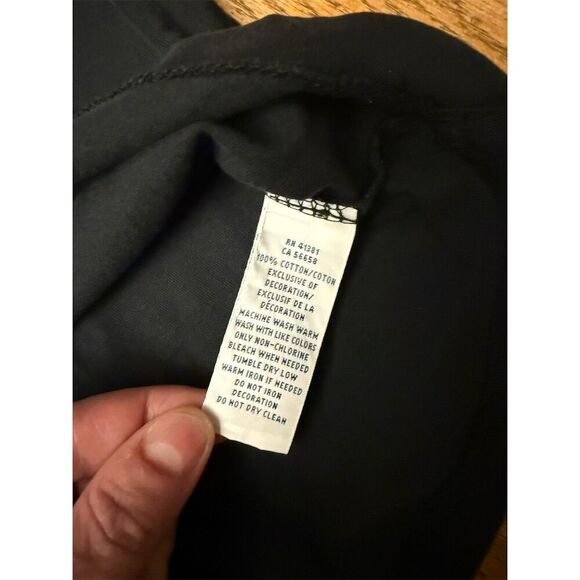 RN 41381
CA 56658
100% COTTON/COTON
EXCLUSIVE OF
DECORATION/
EXCLUSIF DE LA
DÉCORATION
MACHINE WASH WARM
WASH WITH LIKE COLORS
ONLY NON-CHLORINE
BLEACH WHEN NEEDED
TUMBLE DRY LOW
WARM IRON IF NEEDED
DO NOT IRON
DECORATION
DO NOT DRY CLEAN